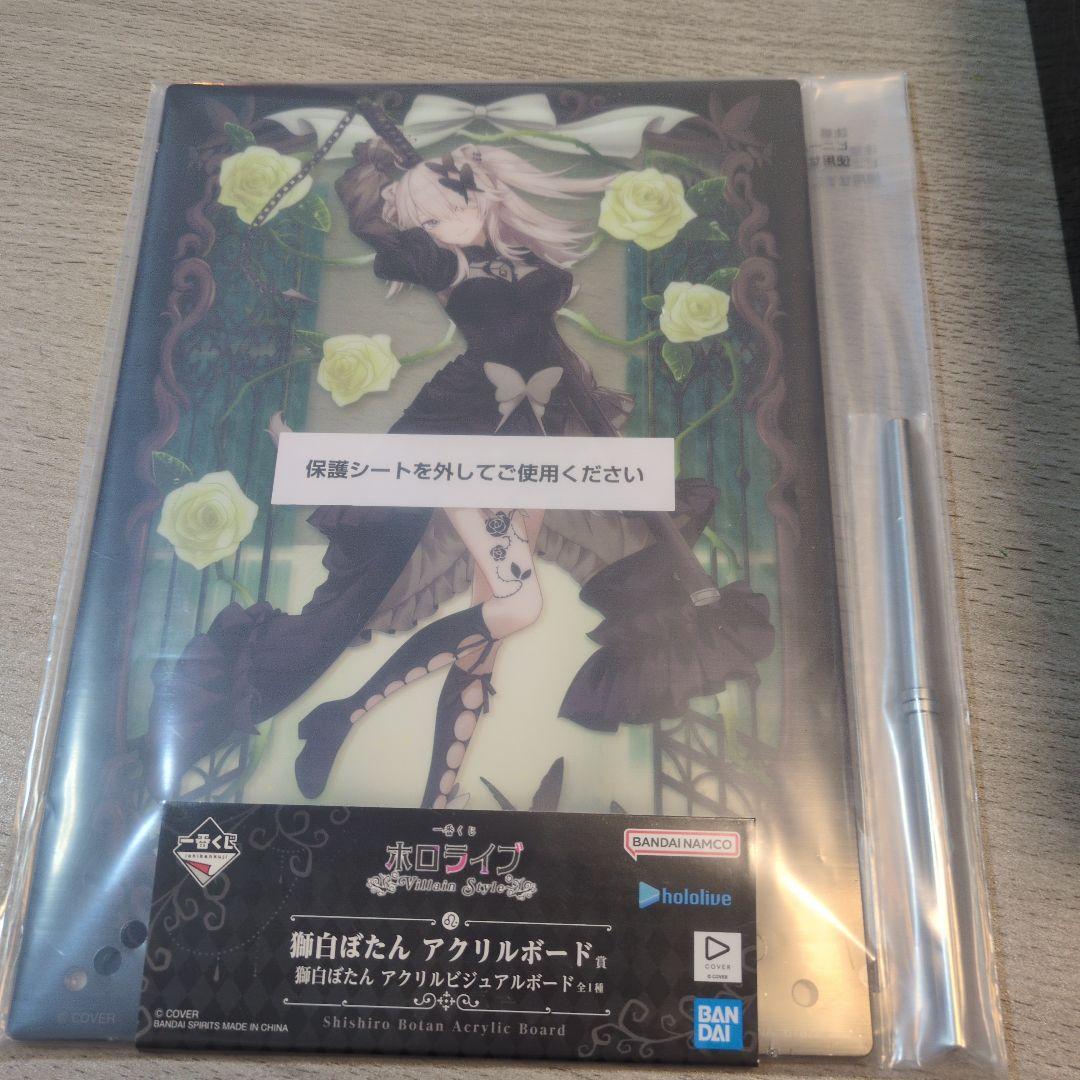 保護シートを外してご使用ください
一番くじ
ichibankuji
一番くじ
ホロライブ
Villain Style
BANDAI NAMCO
hololive
獅白ぼたん アクリルボード賞
獅白ぼたん アクリルビジュアルボード 全1種
Shishiro Botan Acrylic Board
COVER
© COVER
BAN
DAI
© COVER
© COVER
BANDAI SPIRITS MADE IN CHINA